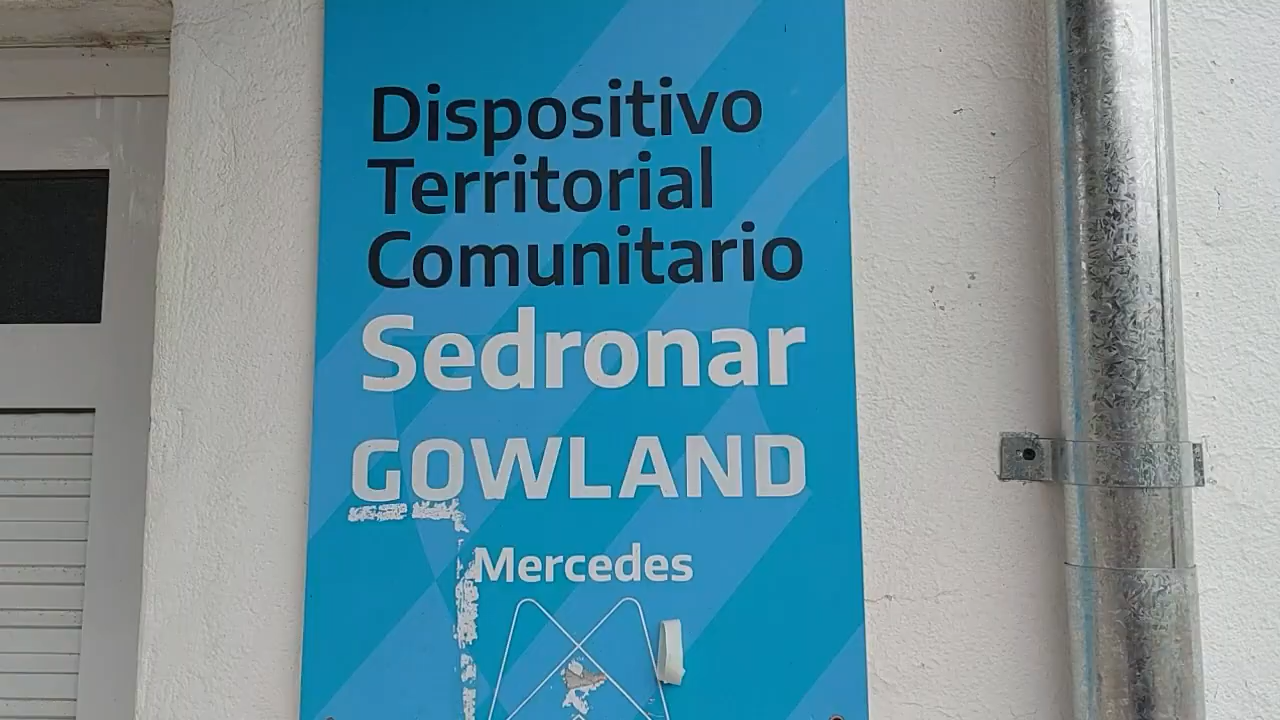 Dispositivo
Territorial
Comunitario
Sedronar
GOWLAND
Mercedes